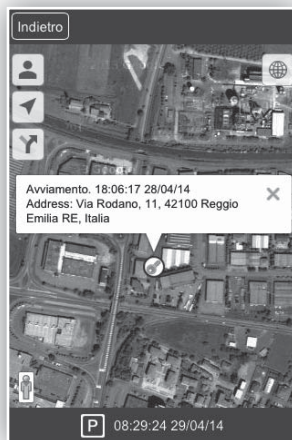 Indietro
Avviamento. 18:06:17 28/04/14
Address: Via Rodano, 11, 42100 Reggio
Emilia RE, Italia
P 08:29:24 29/04/14